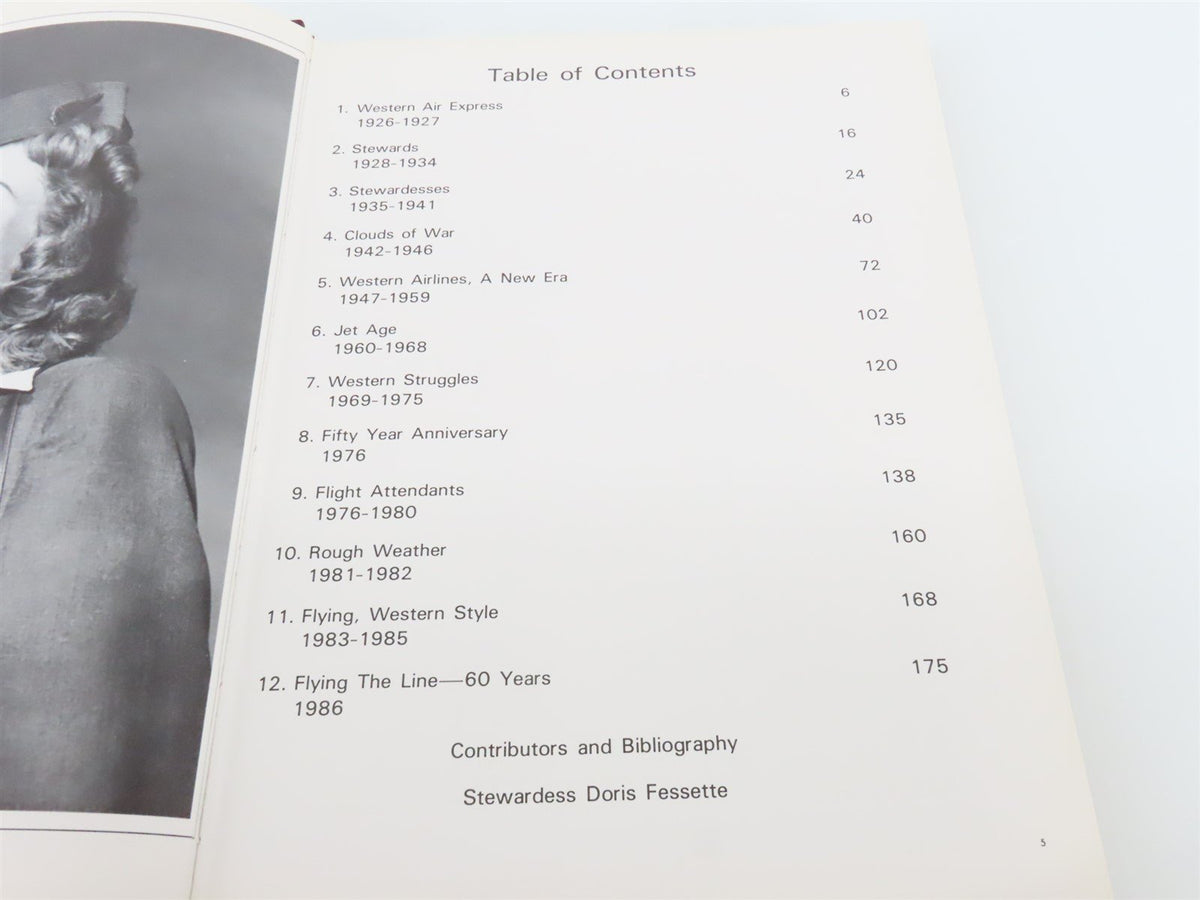 Table of Contents
1. Western Air Express 6
1926-1927
2. Stewards 16
1928-1934
3. Stewardesses 24
1935-1941
4. Clouds of War 40
1942-1946
5. Western Airlines, A New Era 72
1947-1959
6. Jet Age 102
1960-1968
7. Western Struggles 120
1969-1975
8. Fifty Year Anniversary 135
1976
9. Flight Attendants 138
1976-1980
10. Rough Weather 160
1981-1982
11. Flying, Western Style 168
1983-1985
12. Flying The Line—60 Years 175
1986
Contributors and Bibliography
Stewardess Doris Fessette
5